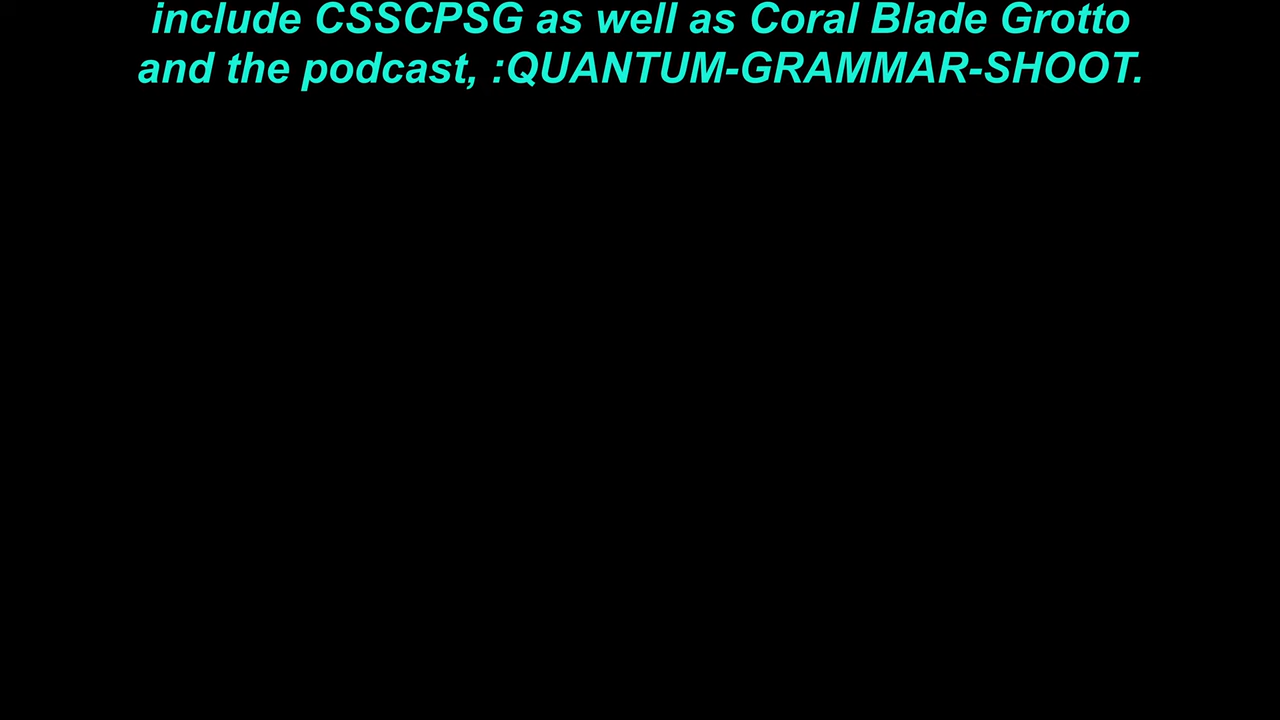 include CSSCPSG as well as Coral Blade Grotto
and the podcast, :QUANTUM-GRAMMAR-SHOOT.